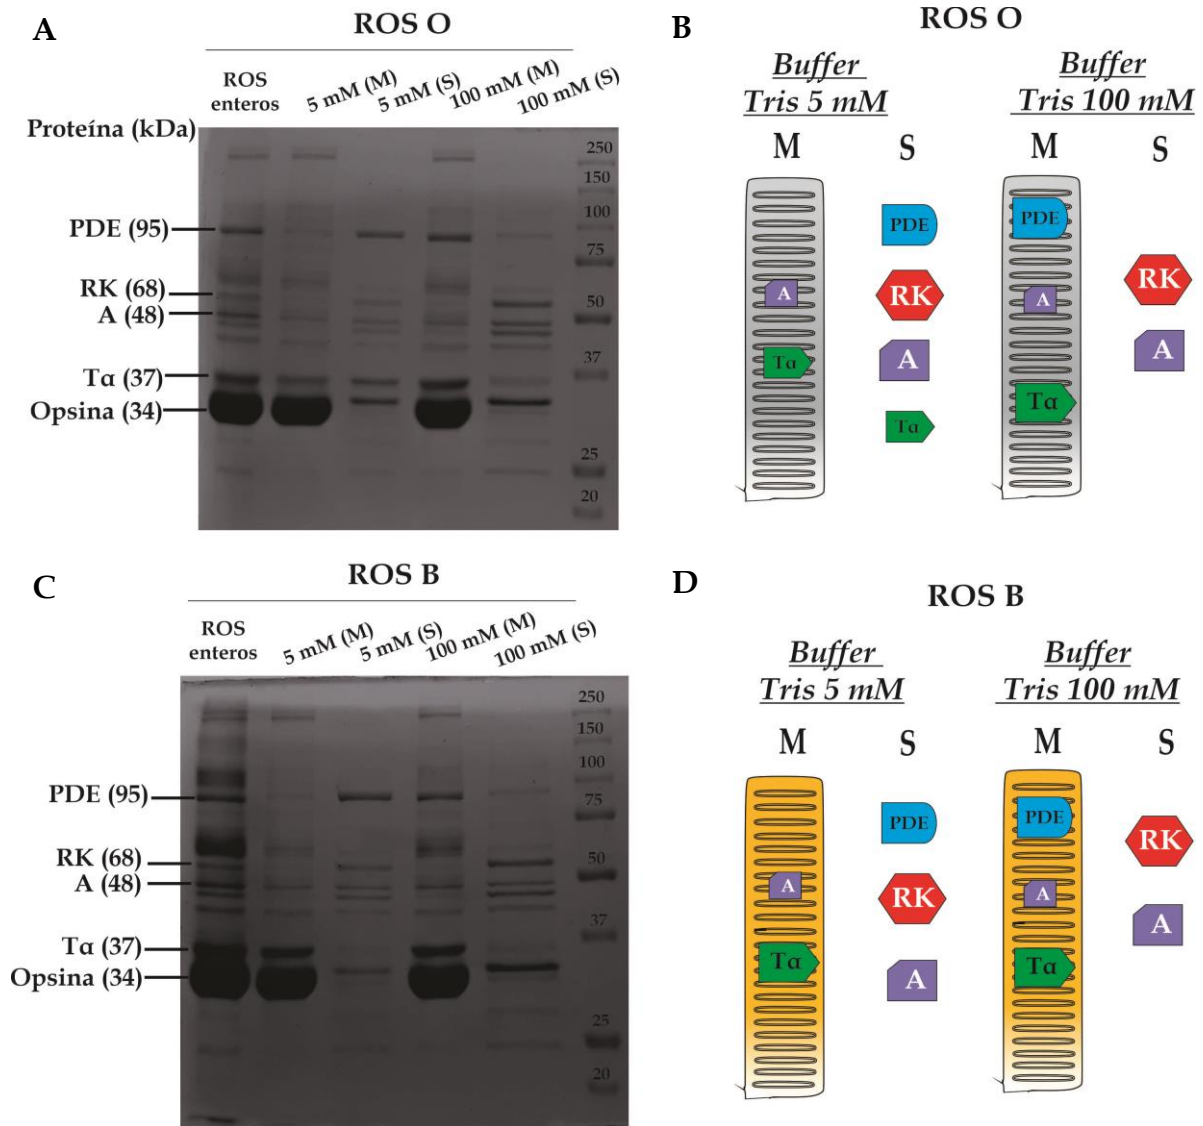 A
ROS O
ROS
enteros
5 mM (M)
5 mM (S)
100 mM (M)
100 mM (S)
Proteína (kDa)
PDE (95)
RK (68)
A (48)
Tα (37)
Opsina (34)
250
150
100
75
50
37
25
20
B
ROS O
Buffer
Tris 5 mM
Buffer
Tris 100 mM
M
S
M
S
PDE
RK
A
A
Tα
Tα
PDE
RK
A
A
Tα
C
ROS B
ROS
enteros
5 mM (M)
5 mM (S)
100 mM (M)
100 mM (S)
PDE (95)
RK (68)
A (48)
Tα (37)
Opsina (34)
250
150
100
75
50
37
25
20
D
ROS B
Buffer
Tris 5 mM
Buffer
Tris 100 mM
M
S
M
S
PDE
A
RK
Tα
A
PDE
RK
A
A
Tα